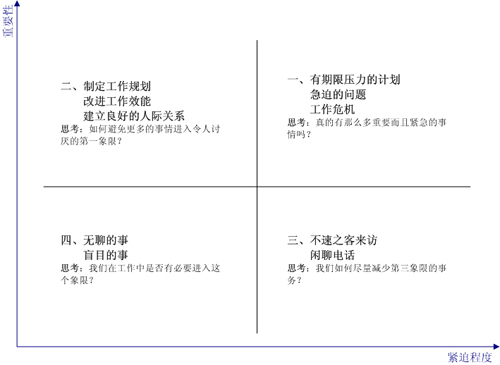 重要性
二、制定工作规划
改进工作效能
建立良好的人际关系
思考：如何避免更多的事情进入令人讨
厌的第一象限？
一、有期限压力的计划
急迫的问题
工作危机
思考：真的有那么多重要而且紧急的事
情吗？
四、无聊的事
盲目的事
思考：我们在工作中是否有必要进入这
个象限？
三、不速之客来访
闲聊电话
思考：我们如何尽量减少第三象限的事
务？
紧迫程度